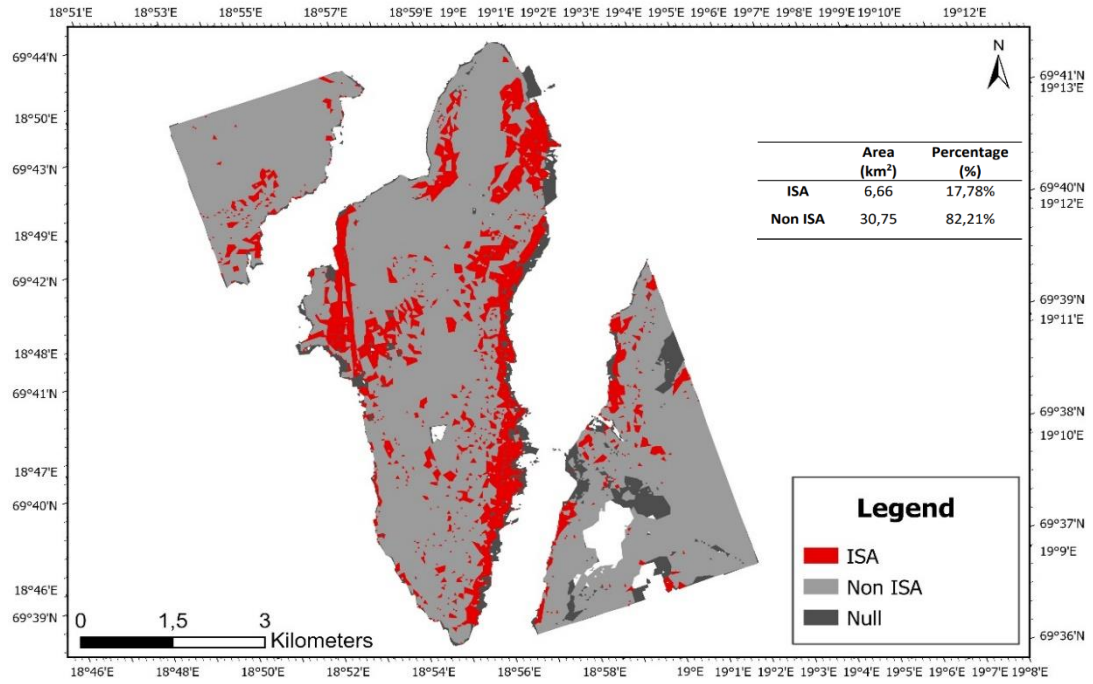 18°51'E 18°53'E 18°55'E 18°57'E 18°59'E 19°0'E 19°1'E 19°2'E 19°3'E 19°4'E 19°5'E 19°6'E 19°7'E 19°8'E 19°9'E 19°10'E 19°12'E
69°44'N
18°50'E
69°43'N
18°49'E
69°42'N
18°48'E
69°41'N
18°47'E
69°40'N
18°46'E
69°39'N
N
69°41'N
19°13'E
69°40'N
19°12'E
69°39'N
19°11'E
69°38'N
19°10'E
69°37'N
19°9'E
69°36'N
Area Percentage
(km²) (%)
ISA 6,66 17,78%
Non ISA 30,75 82,21%
Legend
ISA
Non ISA
Null
0 1,5 3
Kilometers
18°46'E 18°48'E 18°50'E 18°52'E 18°54'E 18°56'E 18°58'E 19°0'E 19°1'E 19°2'E 19°3'E 19°4'E 19°5'E 19°6'E 19°7'E 19°8'E